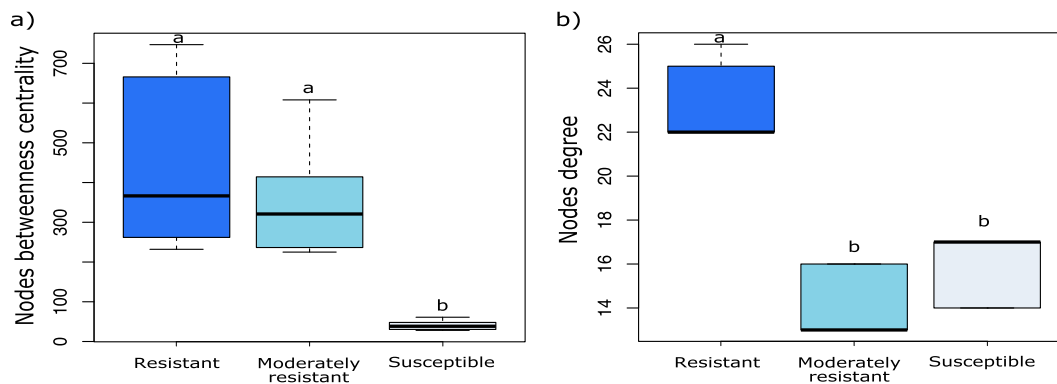 a)
Nodes betweenness centrality
700
500
300
100
0
a
a
b
Resistant
Moderately
resistant
Susceptible
b)
Nodes degree
26
24
22
20
18
16
14
a
b
b
Resistant
Moderately
resistant
Susceptible